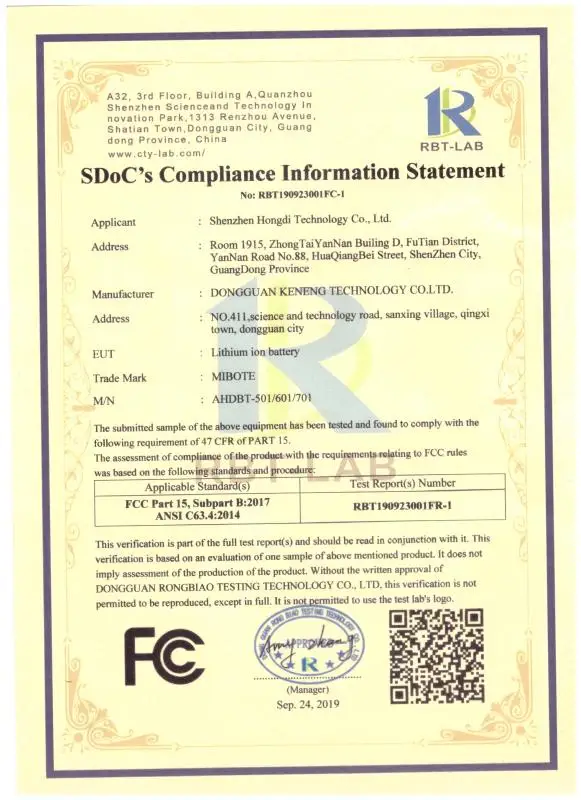 A32, 3rd Floor, Building A,Quanzhou
Shenzhen Scienceand Technology In
novation Park,1313 Renzhou Avenue,
Shatian Town,Dongguan City, Guang
dong Province, China
www.cty-lab.com/
RBT-LAB
SDoC's Compliance Information Statement
No: RBT190923001FC-1
Applicant : Shenzhen Hongdi Technology Co., Ltd.
Address : Room 1915, ZhongTaiYanNan Builing D, FuTian District,
YanNan Road No.88, HuaQiangBei Street, ShenZhen City,
GuangDong Province
Manufacturer : DONGGUAN KENENG TECHNOLOGY CO.LTD.
Address : NO.411,science and technology road, sanxing village, qingxi
town, dongguan city
EUT : Lithium ion battery
Trade Mark : MIBOTE
M/N : AHDBT-501/601/701
The submitted sample of the above equipment has been tested and found to comply with the
following requirement of 47 CFR of PART 15.
The assessment of compliance of the product with the requirements relating to FCC rules
was based on the following standards and procedure:
RBT-LAB
Applicable Standard(s) Test Report(s) Number
FCC Part 15, Subpart B:2017
ANSI C63.4:2014
RBT190923001FR-1
This verification is part of the full test report(s) and should be read in conjunction with it. This
verification is based on an evaluation of one sample of above mentioned product. It does not
imply assessment of the production of the product. Without the written approval of
DONGGUAN RONGBIAO TESTING TECHNOLOGY CO., LTD, this verification is not
permitted to be reproduced, except in full. It is not permitted to use the test lab's logo.
FC
APPROVED
R
(Manager)
Sep. 24, 2019